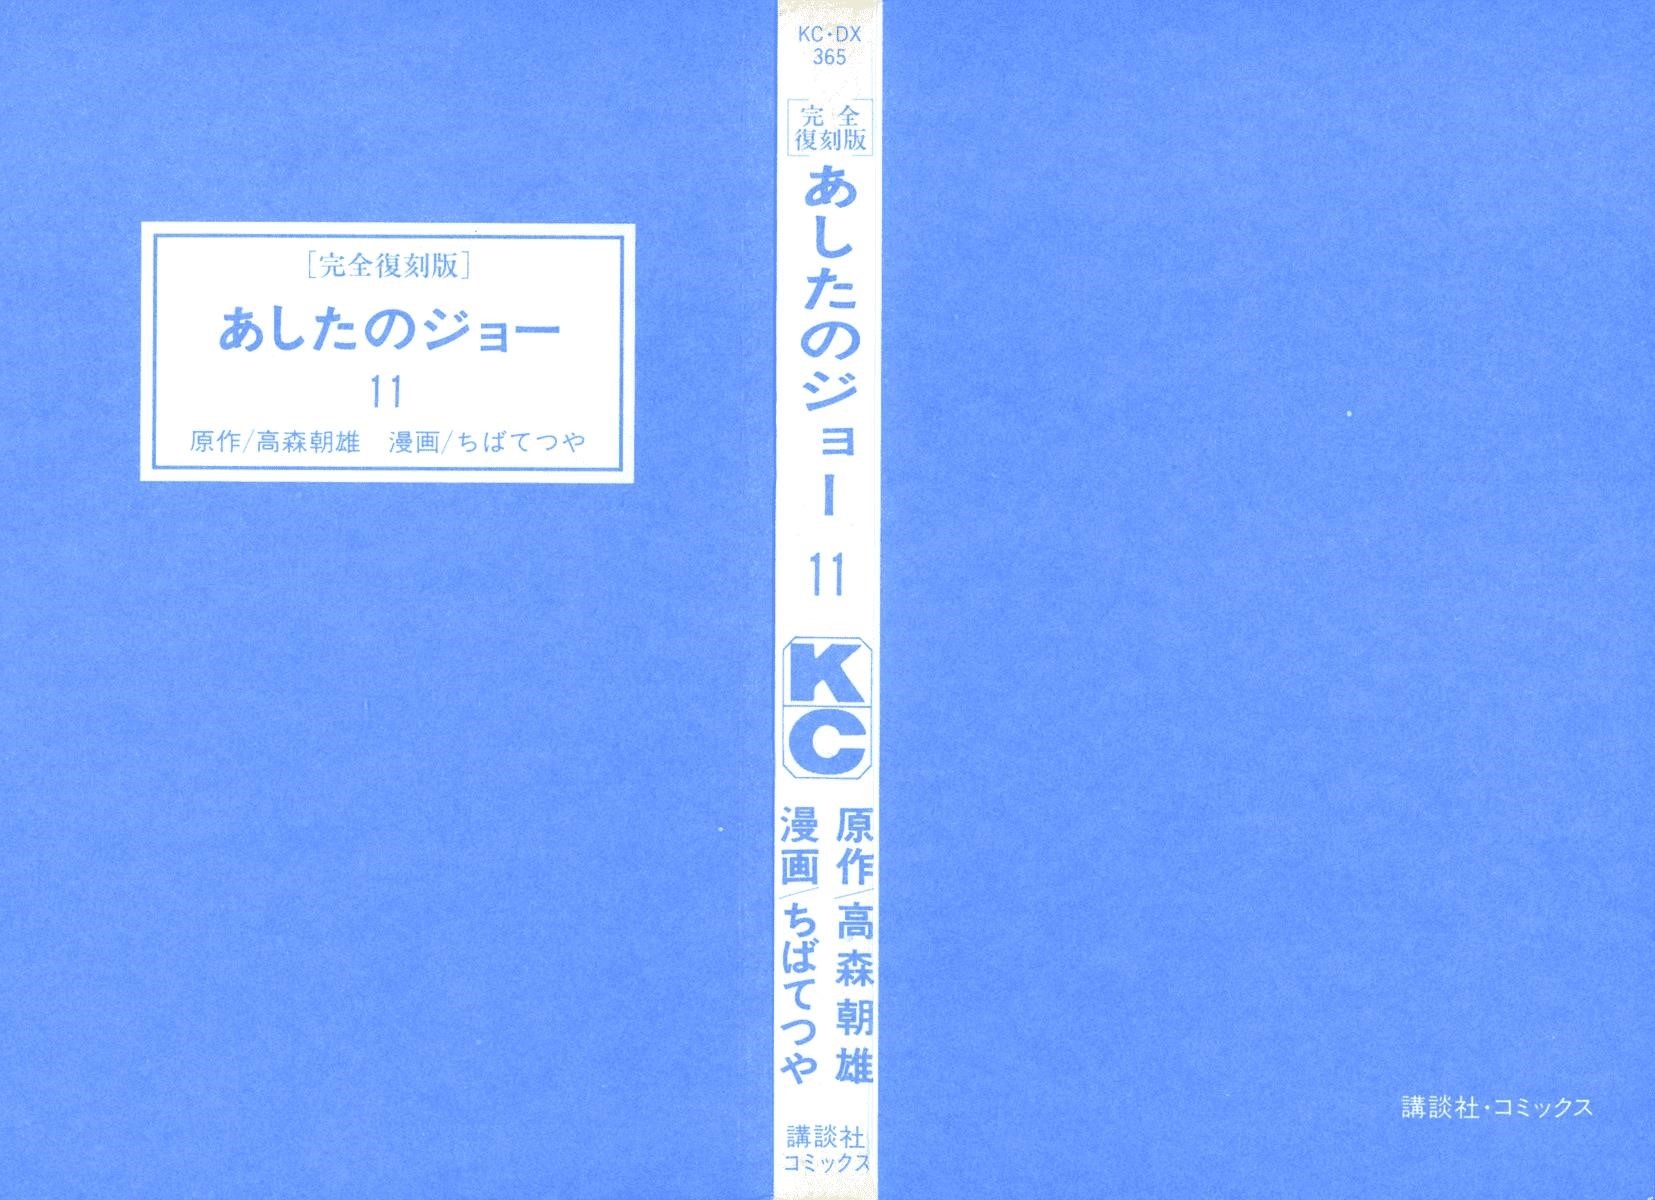 [完全復刻版]
あしたのジョー
11
原作/高森朝雄　漫画/ちばてつや
KC・DX
365
[完全
復刻版]
あしたのジョー
11
KC
原作/高森朝雄
漫画/ちばてつや
講談社
コミックス
講談社・コミックス